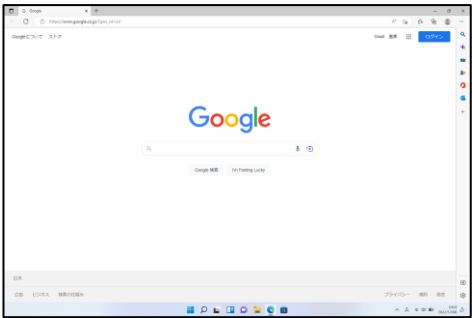 Google
https://www.google.co.jp/?gws_rd=ssl
Googleについて ストア
Gmail 画像
ログイン
Google
Google 検索 I'm Feeling Lucky
日本
広告 ビジネス 検索の仕組み
プライバシー 規約 設定